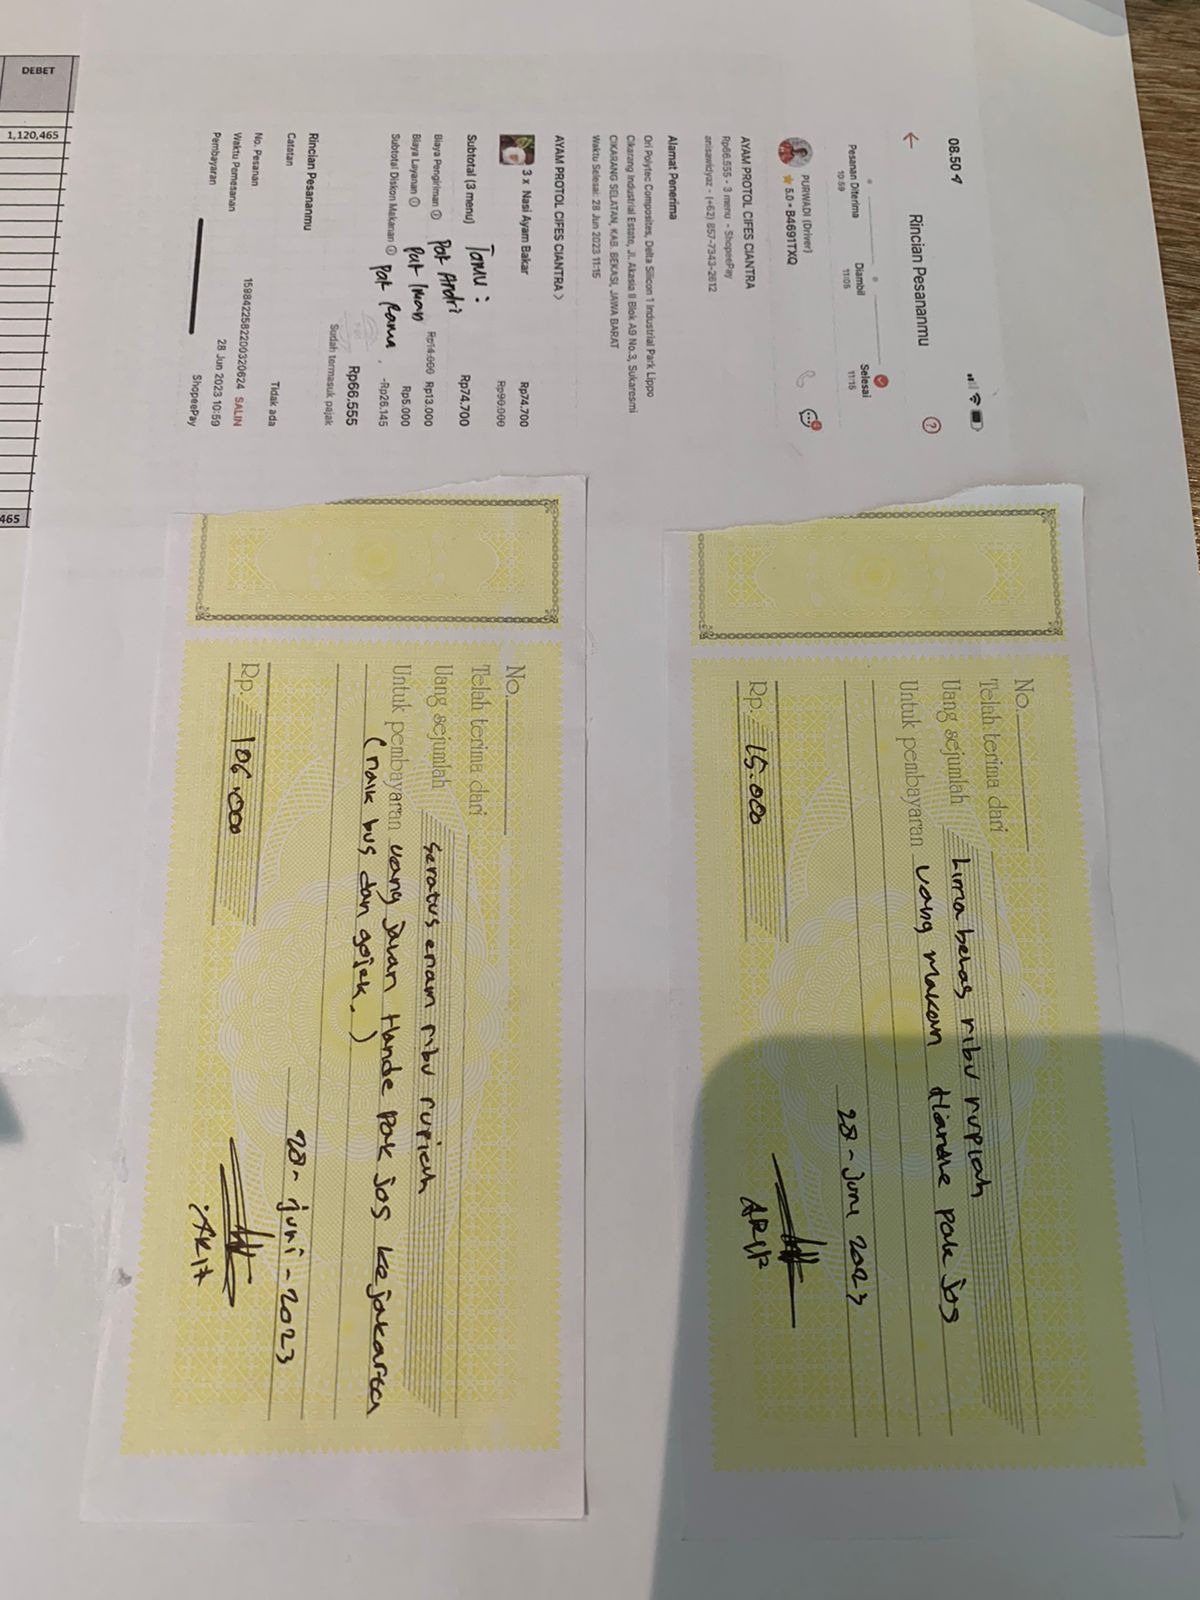 DEBET
1,120,465
465
08.50
Rincian Pesananmu
Pesanan Diterima
10:59
Diambil
11:05
Selesai
11:15
PURWADI (Driver)
5.0 • B4691TXQ
AYAM PROTOL CIFES CIANTRA
Rp66.555 - 3 menu - ShopeePay
anisawidyaz - (+62) 857-7343-2612
Alamat Penerima
Ori Polytec Composites, Delta Silicon 1 Industrial Park Lippo
Cikarang Industrial Estate, Jl. Akasia II Blok A9 No.3, Sukaresmi
CIKARANG SELATAN, KAB. BEKASI, JAWA BARAT
Waktu Selesai: 28 Jun 2023 11:15
AYAM PROTOL CIFES CIANTRA >
3 x Nasi Ayam Bakar Rp74.700
Rp90.000
Subtotal (3 menu) Rp74.700
Tamu :
Biaya Pengiriman Rp14.000 Rp13.000
Pak Andri
Biaya Layanan Rp5.000
Pak Iman
Subtotal Diskon Makanan -Rp26.145
Pak Rama
Rp66.555
Sudah termasuk pajak
Rincian Pesananmu
Catatan Tidak ada
No. Pesanan 1598422582200320624 SALIN
Waktu Pemesanan 28 Jun 2023 10:59
Pembayaran ShopeePay
No.
Telah terima dari
Uang sejumlah Lima belas ribu rupiah
Untuk pembayaran uang makan Hande pak jos
28 - Juni 2023
Rp. 15.000
ARIF
No.
Telah terima dari
Uang sejumlah Seratus enam ribu rupiah
Untuk pembayaran uang jalan Hande pak jos ke jakarta
( naik bus dan gojek. )
28 - juni - 2023
Rp. 106.000
ARIF